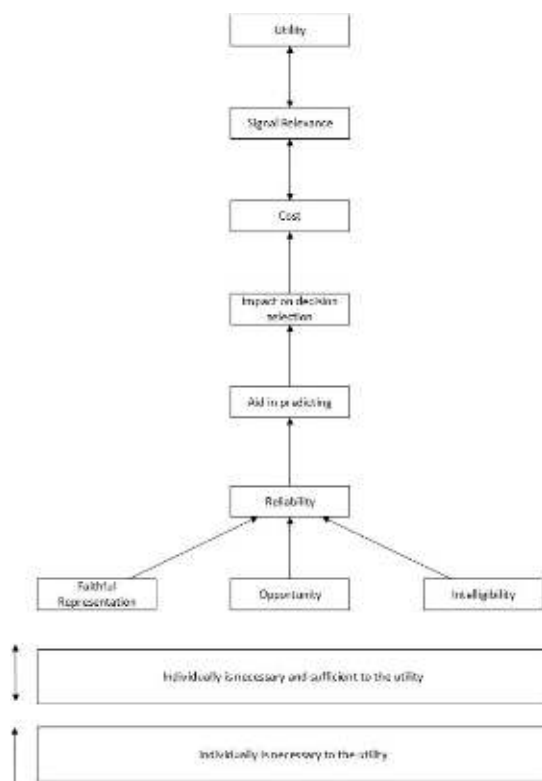 Utility
Signal Relevance
Cost
Impact on decision
selection
Aid in predicting
Reliability
Faithful
Representation
Opportunity
Intelligibility
Individually is necessary and sufficient to the utility
Individually is necessary to the utility